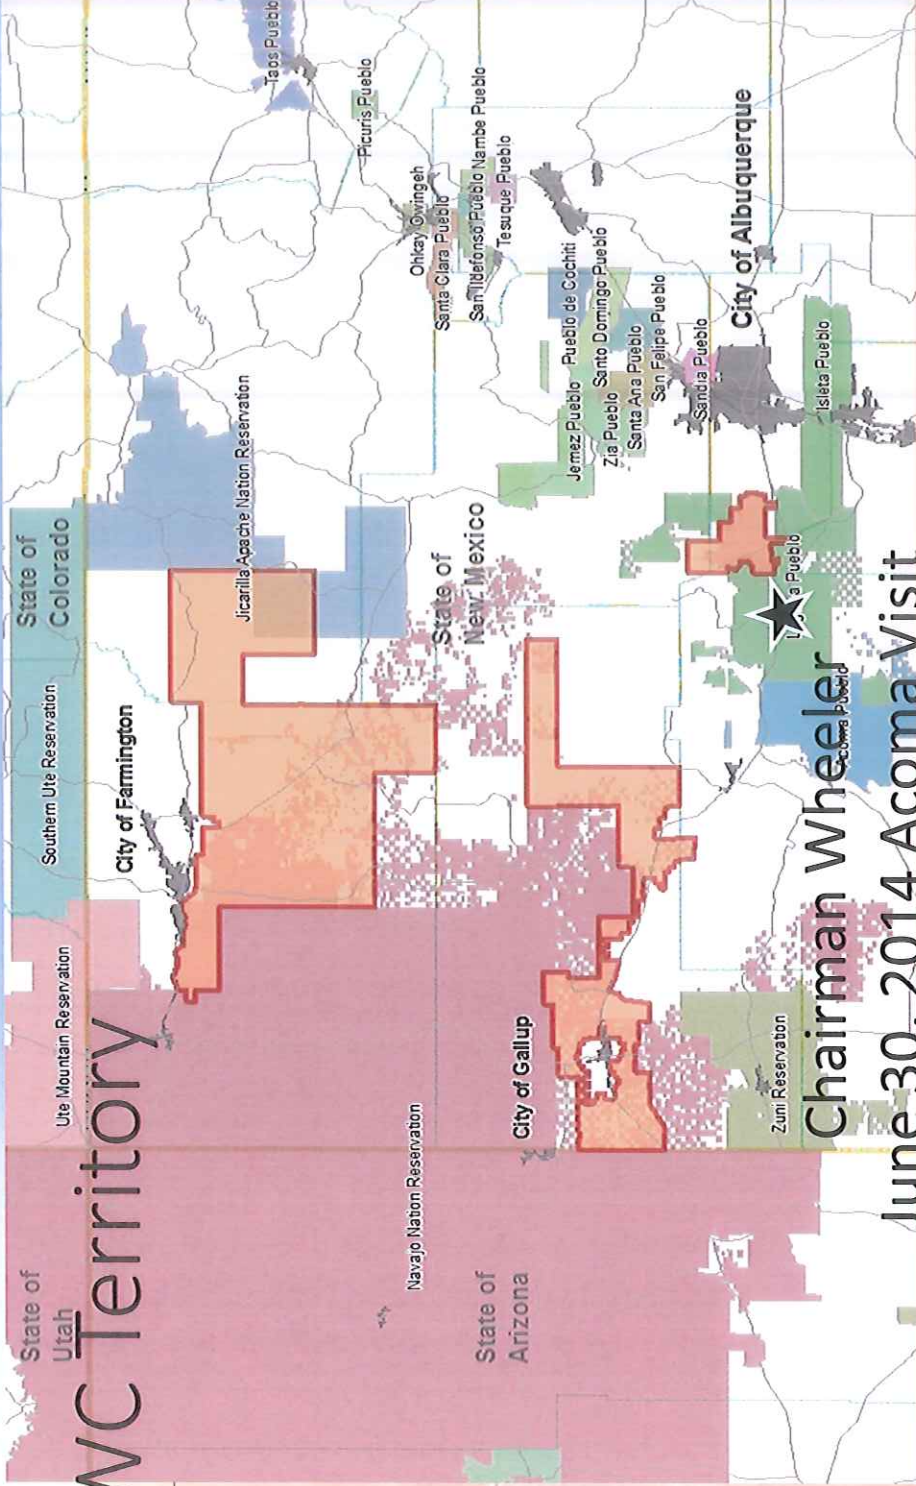 WC Territory
State of
Utah
State of
Colorado
Ute Mountain Reservation
Southern Ute Reservation
City of Farmington
Jicarilla Apache Nation Reservation
Taos Pueblo
Picuris Pueblo
Navajo Nation Reservation
State of
Arizona
State of
New Mexico
Ohkay Owingeh
Santa Clara Pueblo
San Ildefonso Pueblo
Nambe Pueblo
Tesuque Pueblo
City of Gallup
Jemez Pueblo
Pueblo de Cochiti
Zia Pueblo
Santo Domingo Pueblo
Santa Ana Pueblo
San Felipe Pueblo
Sandia Pueblo
City of Albuquerque
Zuni Reservation
Pueblo
Isleta Pueblo
Acoma Pueblo
Chairman Wheeler
June 30, 2014 Acoma Visit